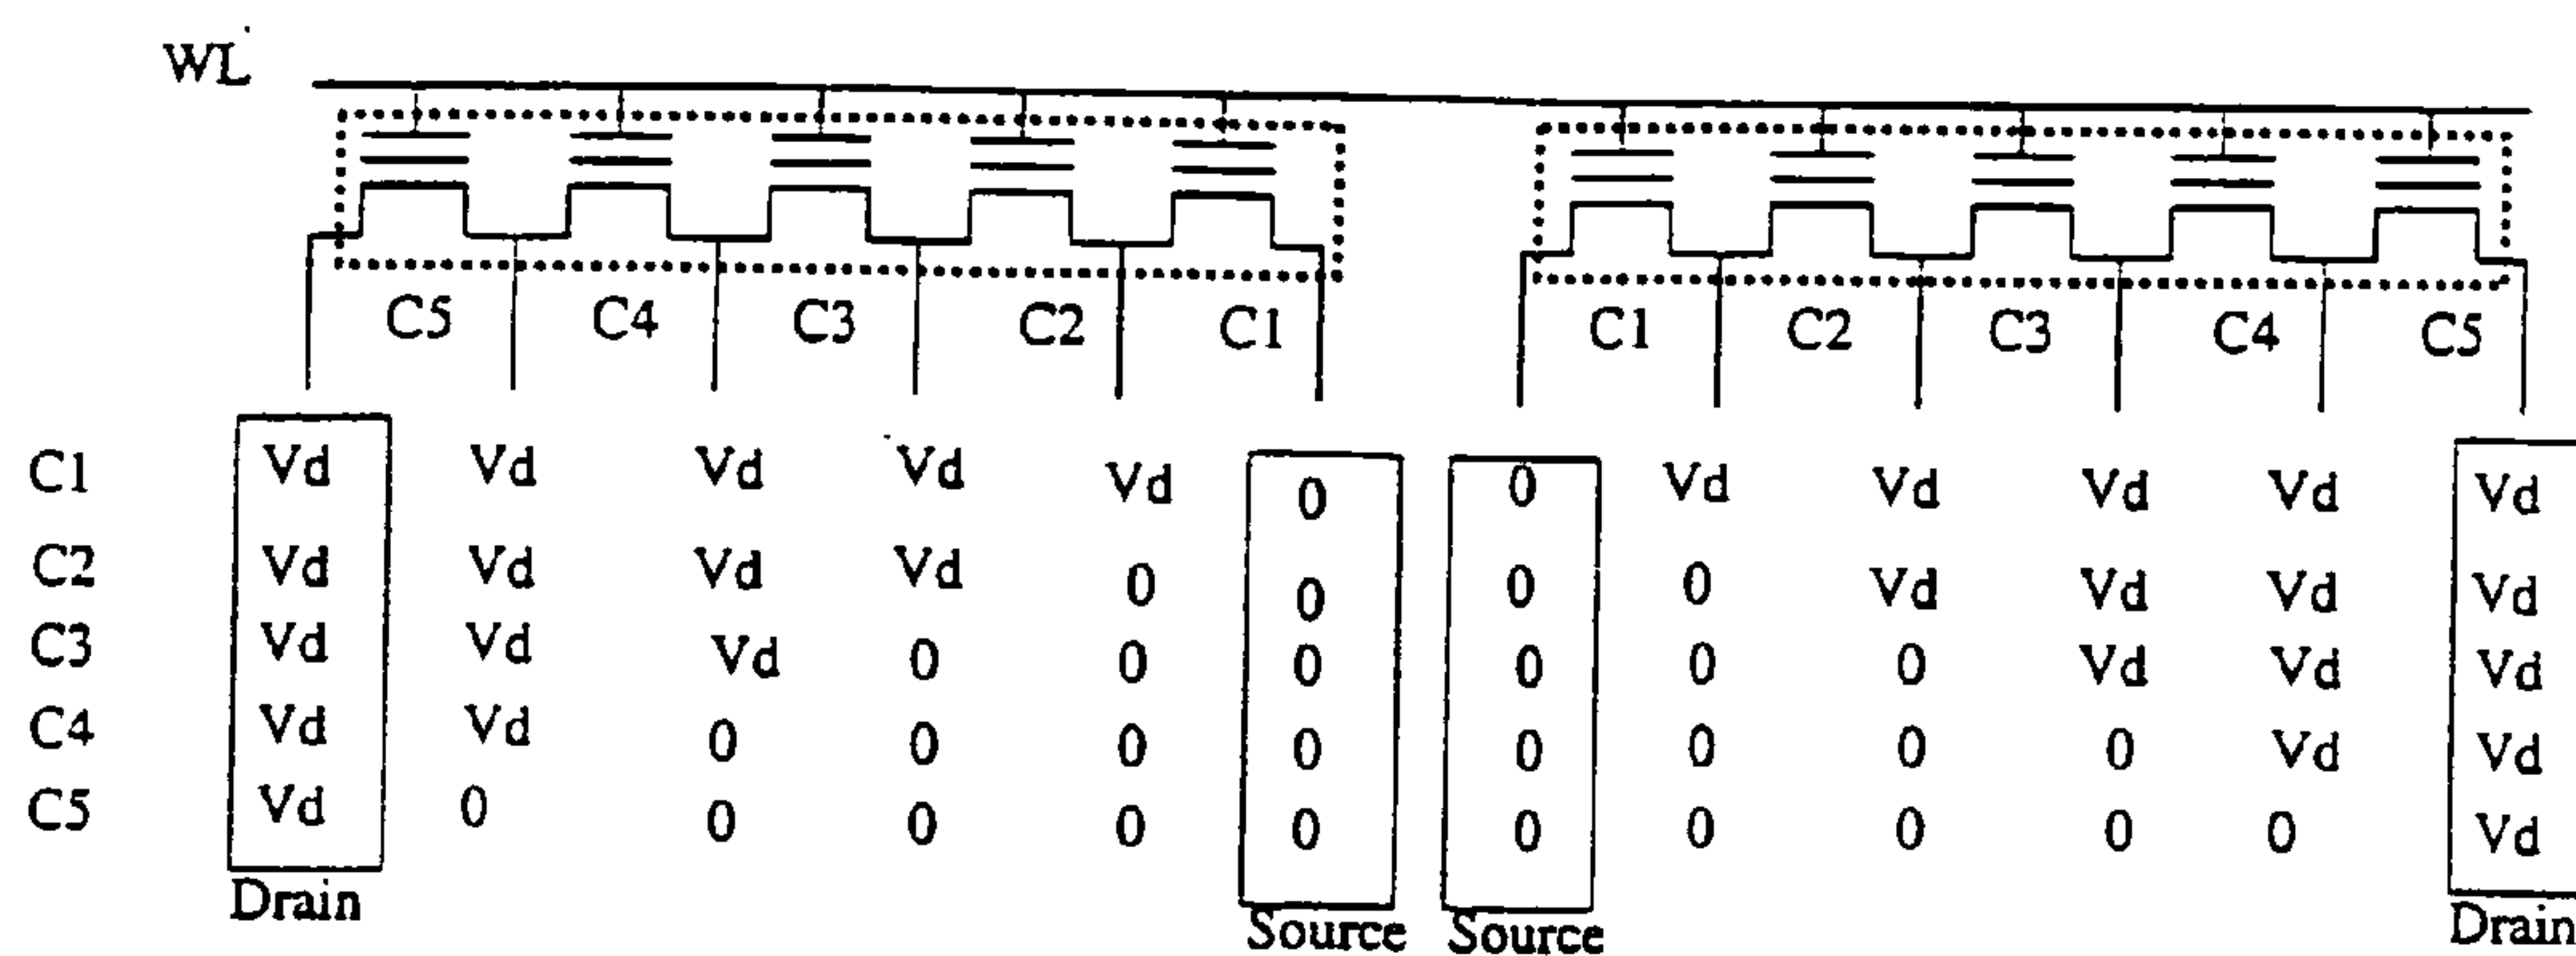 WL
C5 C4 C3 C2 C1 C1 C2 C3 C4 C5
C1 Vd Vd Vd Vd Vd 0 0 Vd Vd Vd Vd Vd
C2 Vd Vd Vd Vd 0 0 0 0 Vd Vd Vd Vd
C3 Vd Vd Vd 0 0 0 0 0 0 Vd Vd Vd
C4 Vd Vd 0 0 0 0 0 0 0 0 Vd Vd
C5 Vd 0 0 0 0 0 0 0 0 0 0 Vd
Drain Source Source Drain